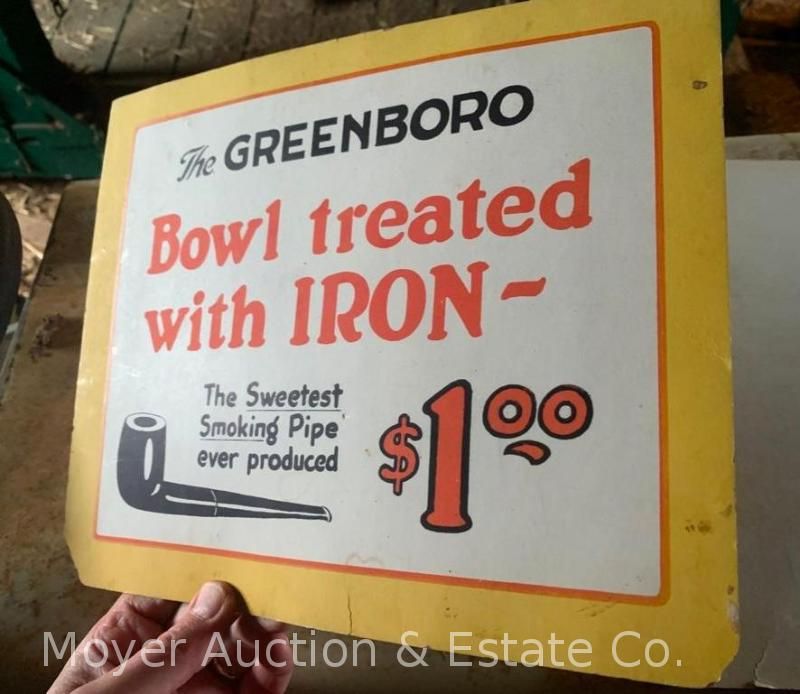 The GREENBORO
Bowl treated
with IRON-
The Sweetest
Smoking Pipe
ever produced
$1.00
Moyer Auction & Estate Co.